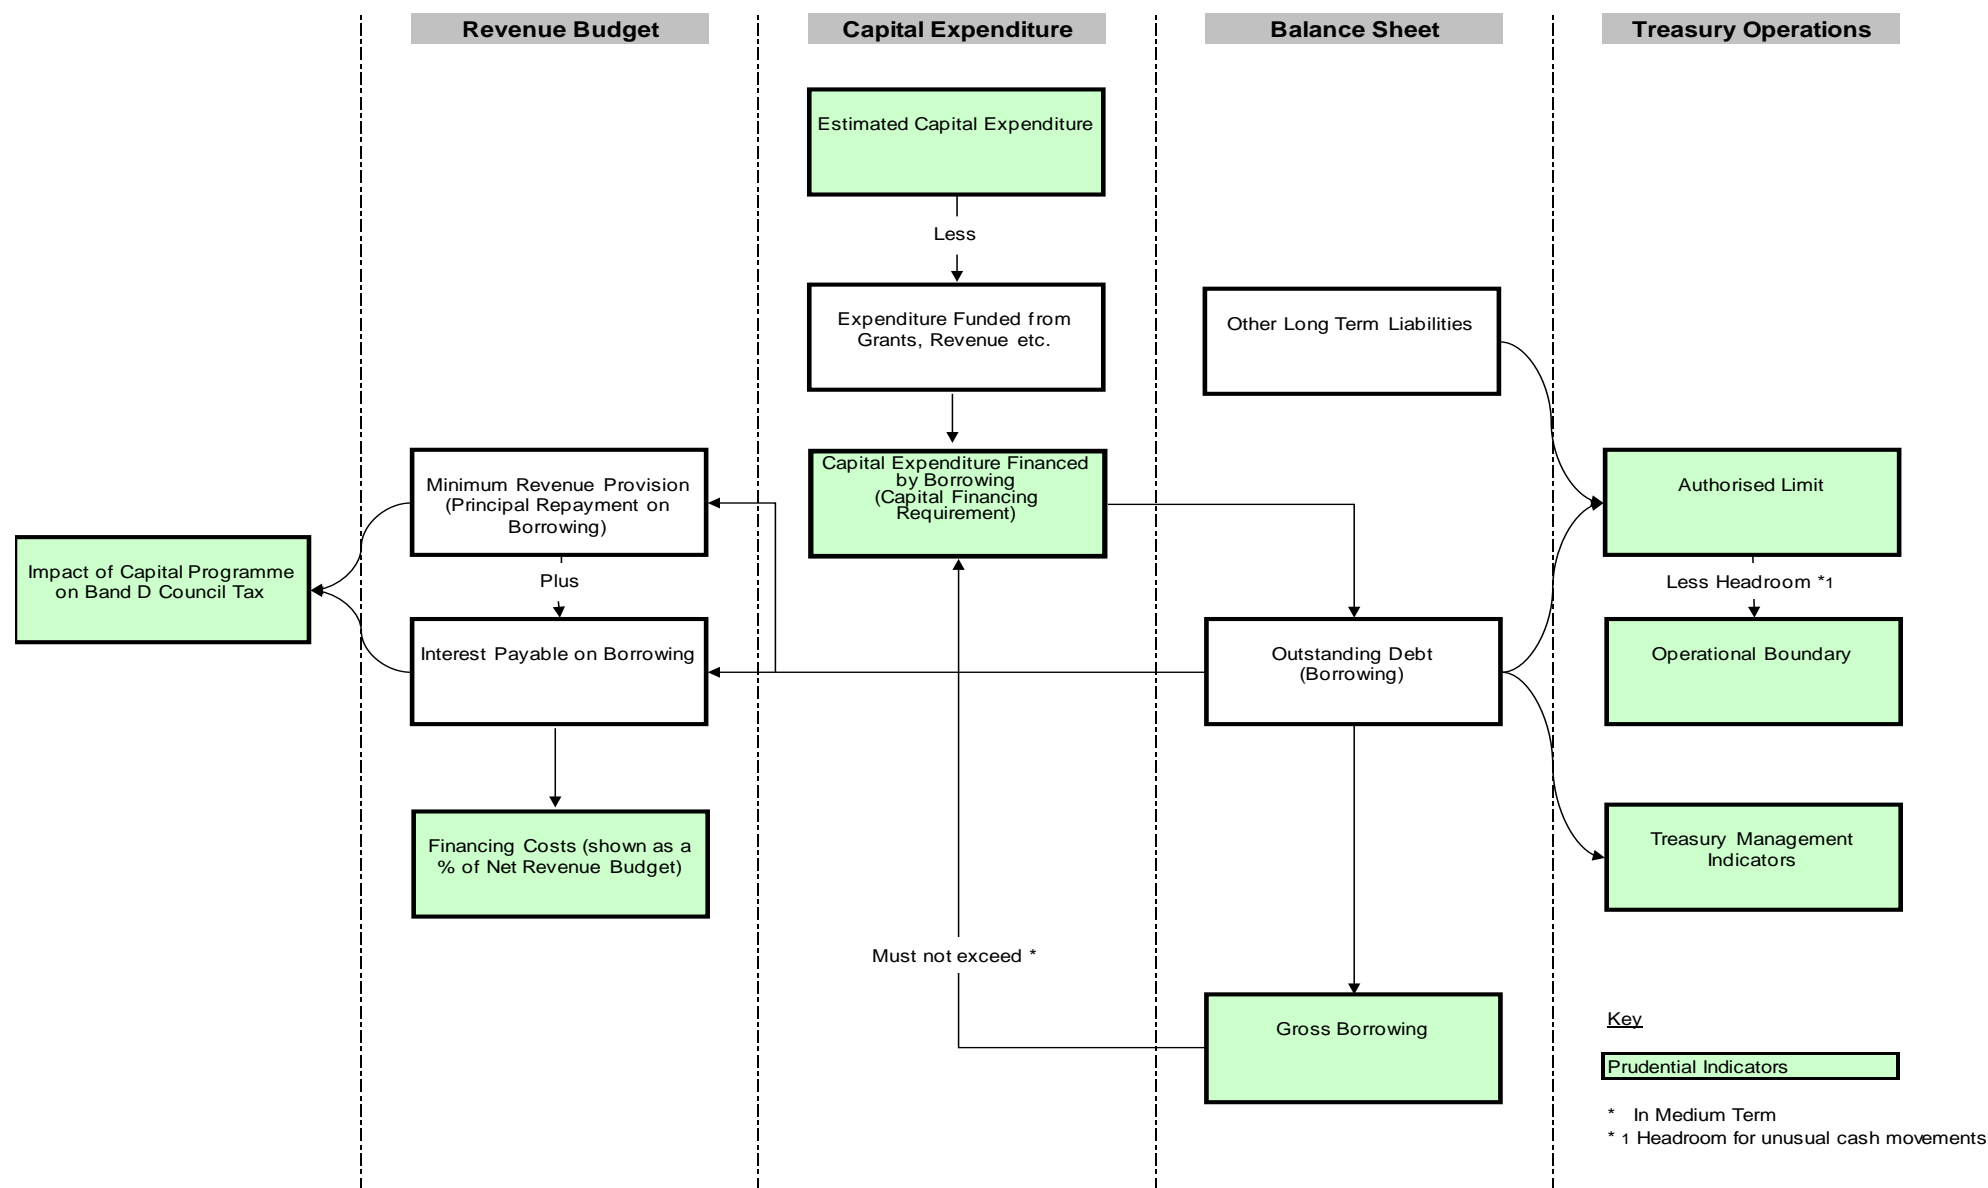 Revenue Budget
Capital Expenditure
Balance Sheet
Treasury Operations
Estimated Capital Expenditure
Less
Expenditure Funded from
Grants, Revenue etc.
Other Long Term Liabilities
Capital Expenditure Financed
by Borrowing
(Capital Financing
Requirement)
Minimum Revenue Provision
(Principal Repayment on
Borrowing)
Authorised Limit
Impact of Capital Programme
on Band D Council Tax
Plus
Less Headroom *1
Interest Payable on Borrowing
Outstanding Debt
(Borrowing)
Operational Boundary
Financing Costs (shown as a
% of Net Revenue Budget)
Treasury Management
Indicators
Must not exceed *
Gross Borrowing
Key
Prudential Indicators
* In Medium Term
* 1 Headroom for unusual cash movements